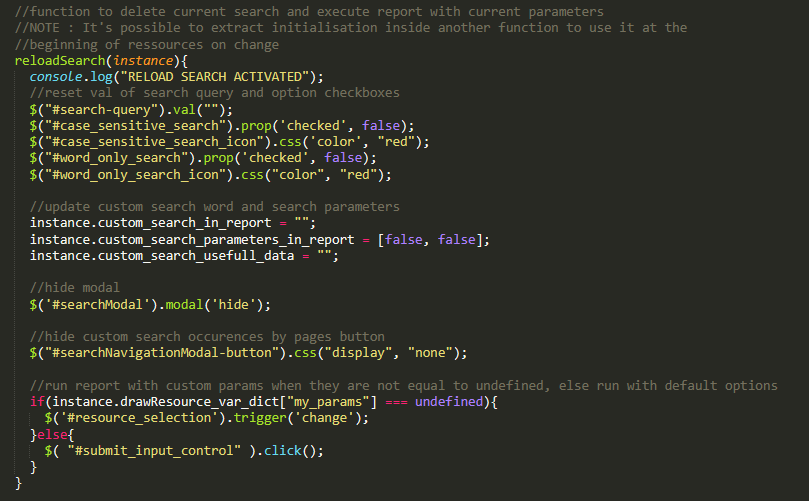 //function to delete current search and execute report with current parameters
//NOTE : It's possible to extract initialisation inside another function to use it at the
//beginning of ressources on change
reloadSearch(instance){
  console.log("RELOAD SEARCH ACTIVATED");
  //reset val of search query and option checkboxes
  $("#search-query").val("");
  $("#case_sensitive_search").prop('checked', false);
  $("#case_sensitive_search_icon").css('color', "red");
  $("#word_only_search").prop('checked', false);
  $("#word_only_search_icon").css("color", "red");

  //update custom search word and search parameters
  instance.custom_search_in_report = "";
  instance.custom_search_parameters_in_report = [false, false];
  instance.custom_search_usefull_data = "";

  //hide modal
  $('#searchModal').modal('hide');

  //hide custom search occurences by pages button
  $("#searchNavigationModal-button").css("display", "none");

  //run report with custom params when they are not equal to undefined, else run with default options
  if(instance.drawResource_var_dict["my_params"] === undefined){
    $('#resource_selection').trigger('change');
  }else{
    $( "#submit_input_control" ).click();
  }
}